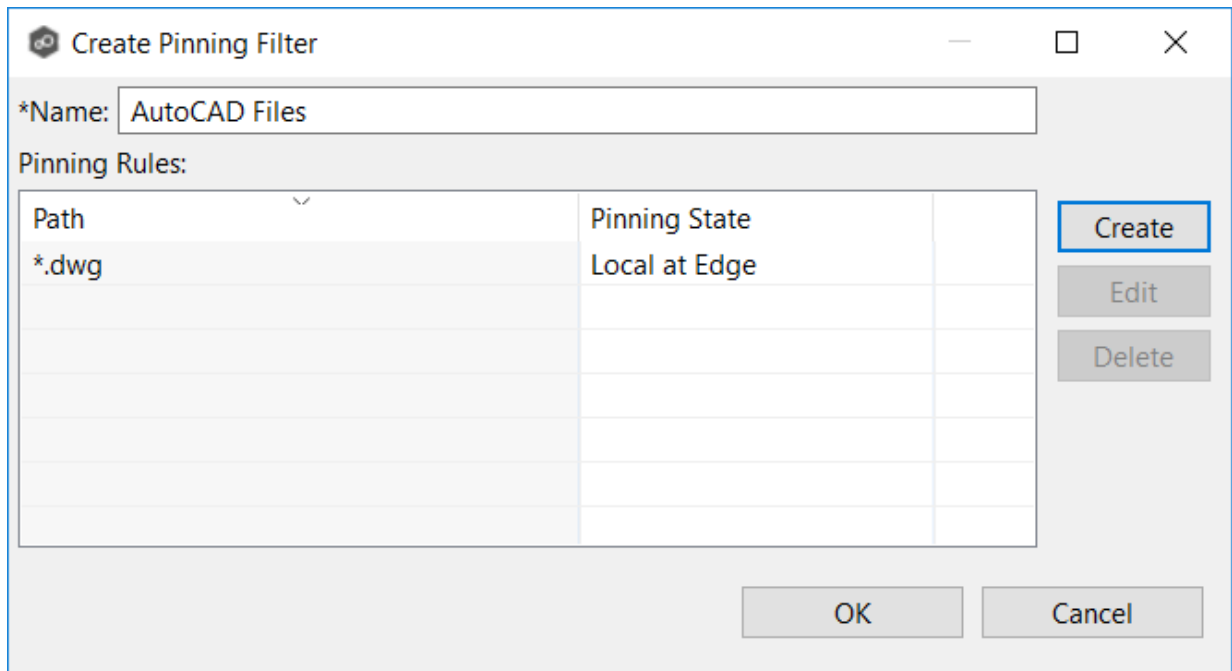 Create Pinning Filter
*Name: AutoCAD Files
Pinning Rules:
Path Pinning State
*.dwg Local at Edge
Create
Edit
Delete
OK Cancel